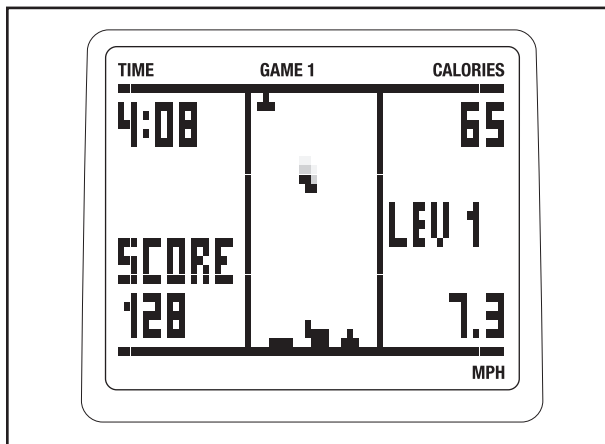 TIME GAME 1 CALORIES
4:08 65
LEV 1
SCORE
128 7.3
MPH